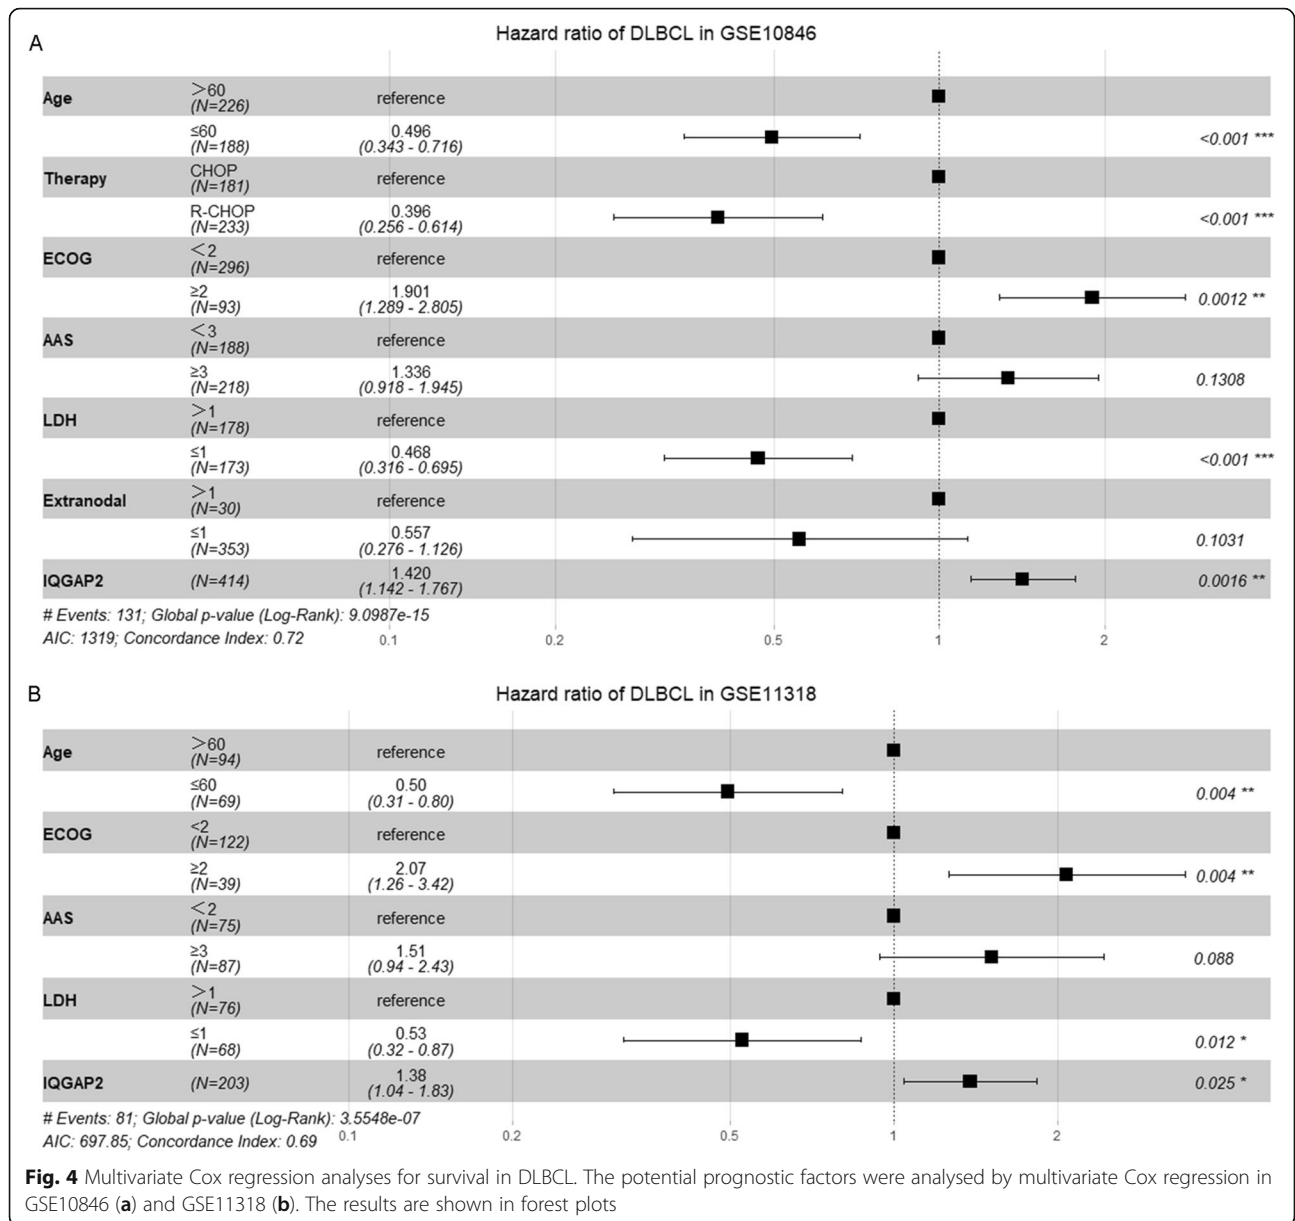 A
Hazard ratio of DLBCL in GSE10846
Age
>60
(N=226)
reference
≤60
(N=188)
0.496
(0.343 - 0.716)
<0.001 ***
Therapy
CHOP
(N=181)
reference
R-CHOP
(N=233)
0.396
(0.256 - 0.614)
<0.001 ***
ECOG
<2
(N=296)
reference
≥2
(N=93)
1.901
(1.289 - 2.805)
0.0012 **
AAS
<3
(N=188)
reference
≥3
(N=218)
1.336
(0.918 - 1.945)
0.1308
LDH
>1
(N=178)
reference
≤1
(N=173)
0.468
(0.316 - 0.695)
<0.001 ***
Extranodal
>1
(N=30)
reference
≤1
(N=353)
0.557
(0.276 - 1.126)
0.1031
IQGAP2
(N=414)
1.420
(1.142 - 1.767)
0.0016 **
# Events: 131; Global p-value (Log-Rank): 9.0987e-15
AIC: 1319; Concordance Index: 0.72
0.1 0.2 0.5 1 2
B
Hazard ratio of DLBCL in GSE11318
Age
>60
(N=94)
reference
≤60
(N=69)
0.50
(0.31 - 0.80)
0.004 **
ECOG
<2
(N=122)
reference
≥2
(N=39)
2.07
(1.26 - 3.42)
0.004 **
AAS
<2
(N=75)
reference
≥3
(N=87)
1.51
(0.94 - 2.43)
0.088
LDH
>1
(N=76)
reference
≤1
(N=68)
0.53
(0.32 - 0.87)
0.012 *
IQGAP2
(N=203)
1.38
(1.04 - 1.83)
0.025 *
# Events: 81; Global p-value (Log-Rank): 3.5548e-07
AIC: 697.85; Concordance Index: 0.69
0.1 0.2 0.5 1 2
Fig. 4 Multivariate Cox regression analyses for survival in DLBCL. The potential prognostic factors were analysed by multivariate Cox regression in
GSE10846 (a) and GSE11318 (b). The results are shown in forest plots